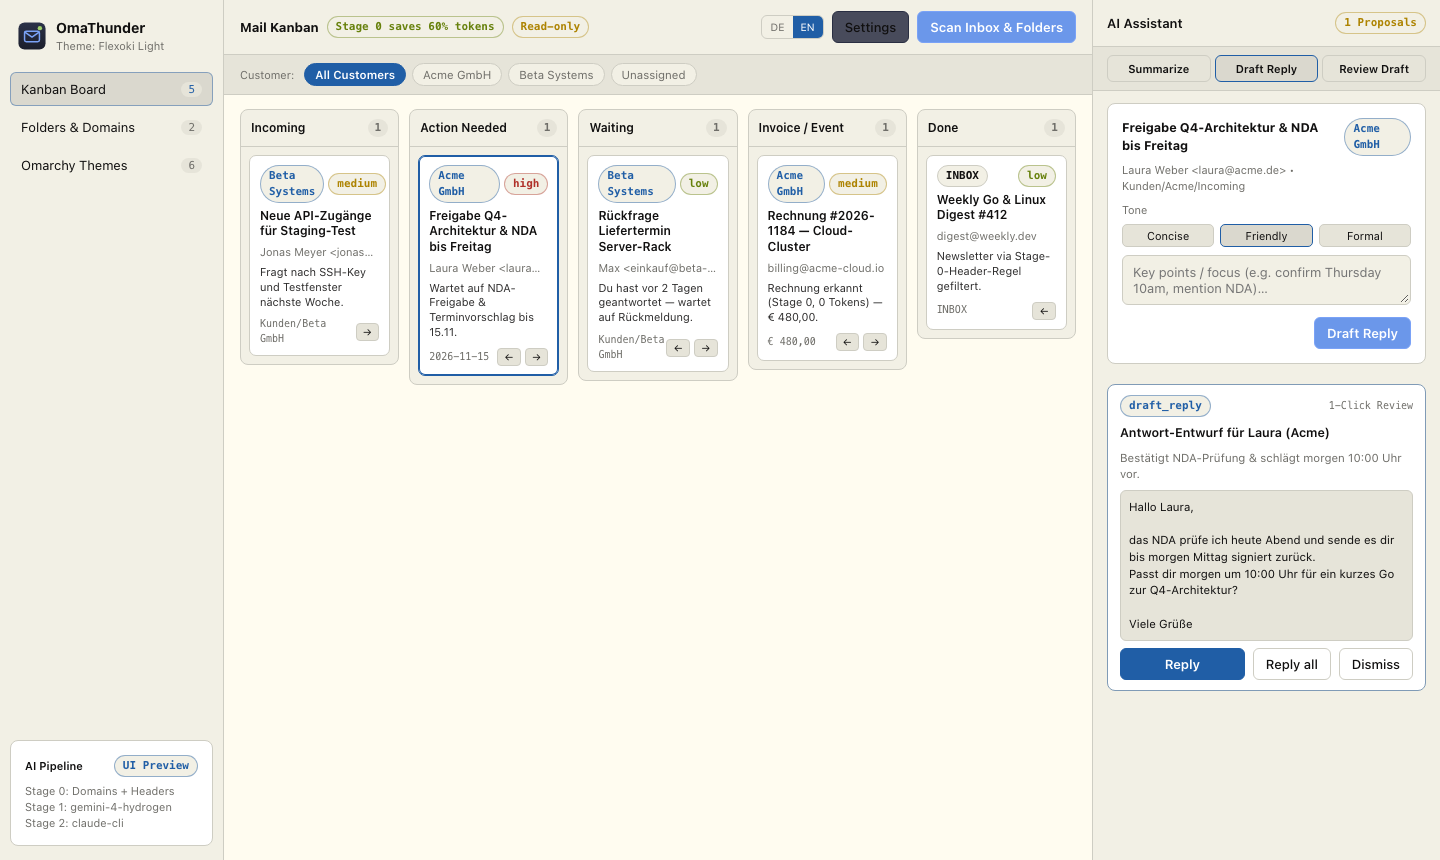 OmaThunder
Theme: Flexoki Light
Kanban Board 5
Folders & Domains 2
Omarchy Themes 6
AI Pipeline UI Preview
Stage 0: Domains + Headers
Stage 1: gemini-4-hydrogen
Stage 2: claude-cli
Mail Kanban Stage 0 saves 60% tokens Read-only DE EN Settings Scan Inbox & Folders
Customer: All Customers Acme GmbH Beta Systems Unassigned
Incoming 1
Beta
Systems
medium
Neue API-Zugänge
für Staging-Test
Jonas Meyer <jonas...
Fragt nach SSH-Key
und Testfenster
nächste Woche.
Kunden/Beta
GmbH
→
Action Needed 1
Acme
GmbH
high
Freigabe Q4-
Architektur & NDA
bis Freitag
Laura Weber <laura...
Wartet auf NDA-
Freigabe &
Terminvorschlag bis
15.11.
2026-11-15 ← →
Waiting 1
Beta
Systems
low
Rückfrage
Liefertermin
Server-Rack
Max <einkauf@beta-...
Du hast vor 2 Tagen
geantwortet — wartet
auf Rückmeldung.
Kunden/Beta
GmbH
← →
Invoice / Event 1
Acme
GmbH
medium
Rechnung #2026-
1184 — Cloud-
Cluster
billing@acme-cloud.io
Rechnung erkannt
(Stage 0, 0 Tokens) —
€ 480,00.
€ 480,00 ← →
Done 1
INBOX low
Weekly Go & Linux
Digest #412
digest@weekly.dev
Newsletter via Stage-
0-Header-Regel
gefiltert.
INBOX ←
AI Assistant 1 Proposals
Summarize Draft Reply Review Draft
Freigabe Q4-Architektur & NDA
bis Freitag
Acme
GmbH
Laura Weber <laura@acme.de> •
Kunden/Acme/Incoming
Tone
Concise Friendly Formal
Key points / focus (e.g. confirm Thursday
10am, mention NDA)...
Draft Reply
draft_reply 1-Click Review
Antwort-Entwurf für Laura (Acme)
Bestätigt NDA-Prüfung & schlägt morgen 10:00 Uhr
vor.
Hallo Laura,
das NDA prüfe ich heute Abend und sende es dir
bis morgen Mittag signiert zurück.
Passt dir morgen um 10:00 Uhr für ein kurzes Go
zur Q4-Architektur?
Viele Grüße
Reply Reply all Dismiss